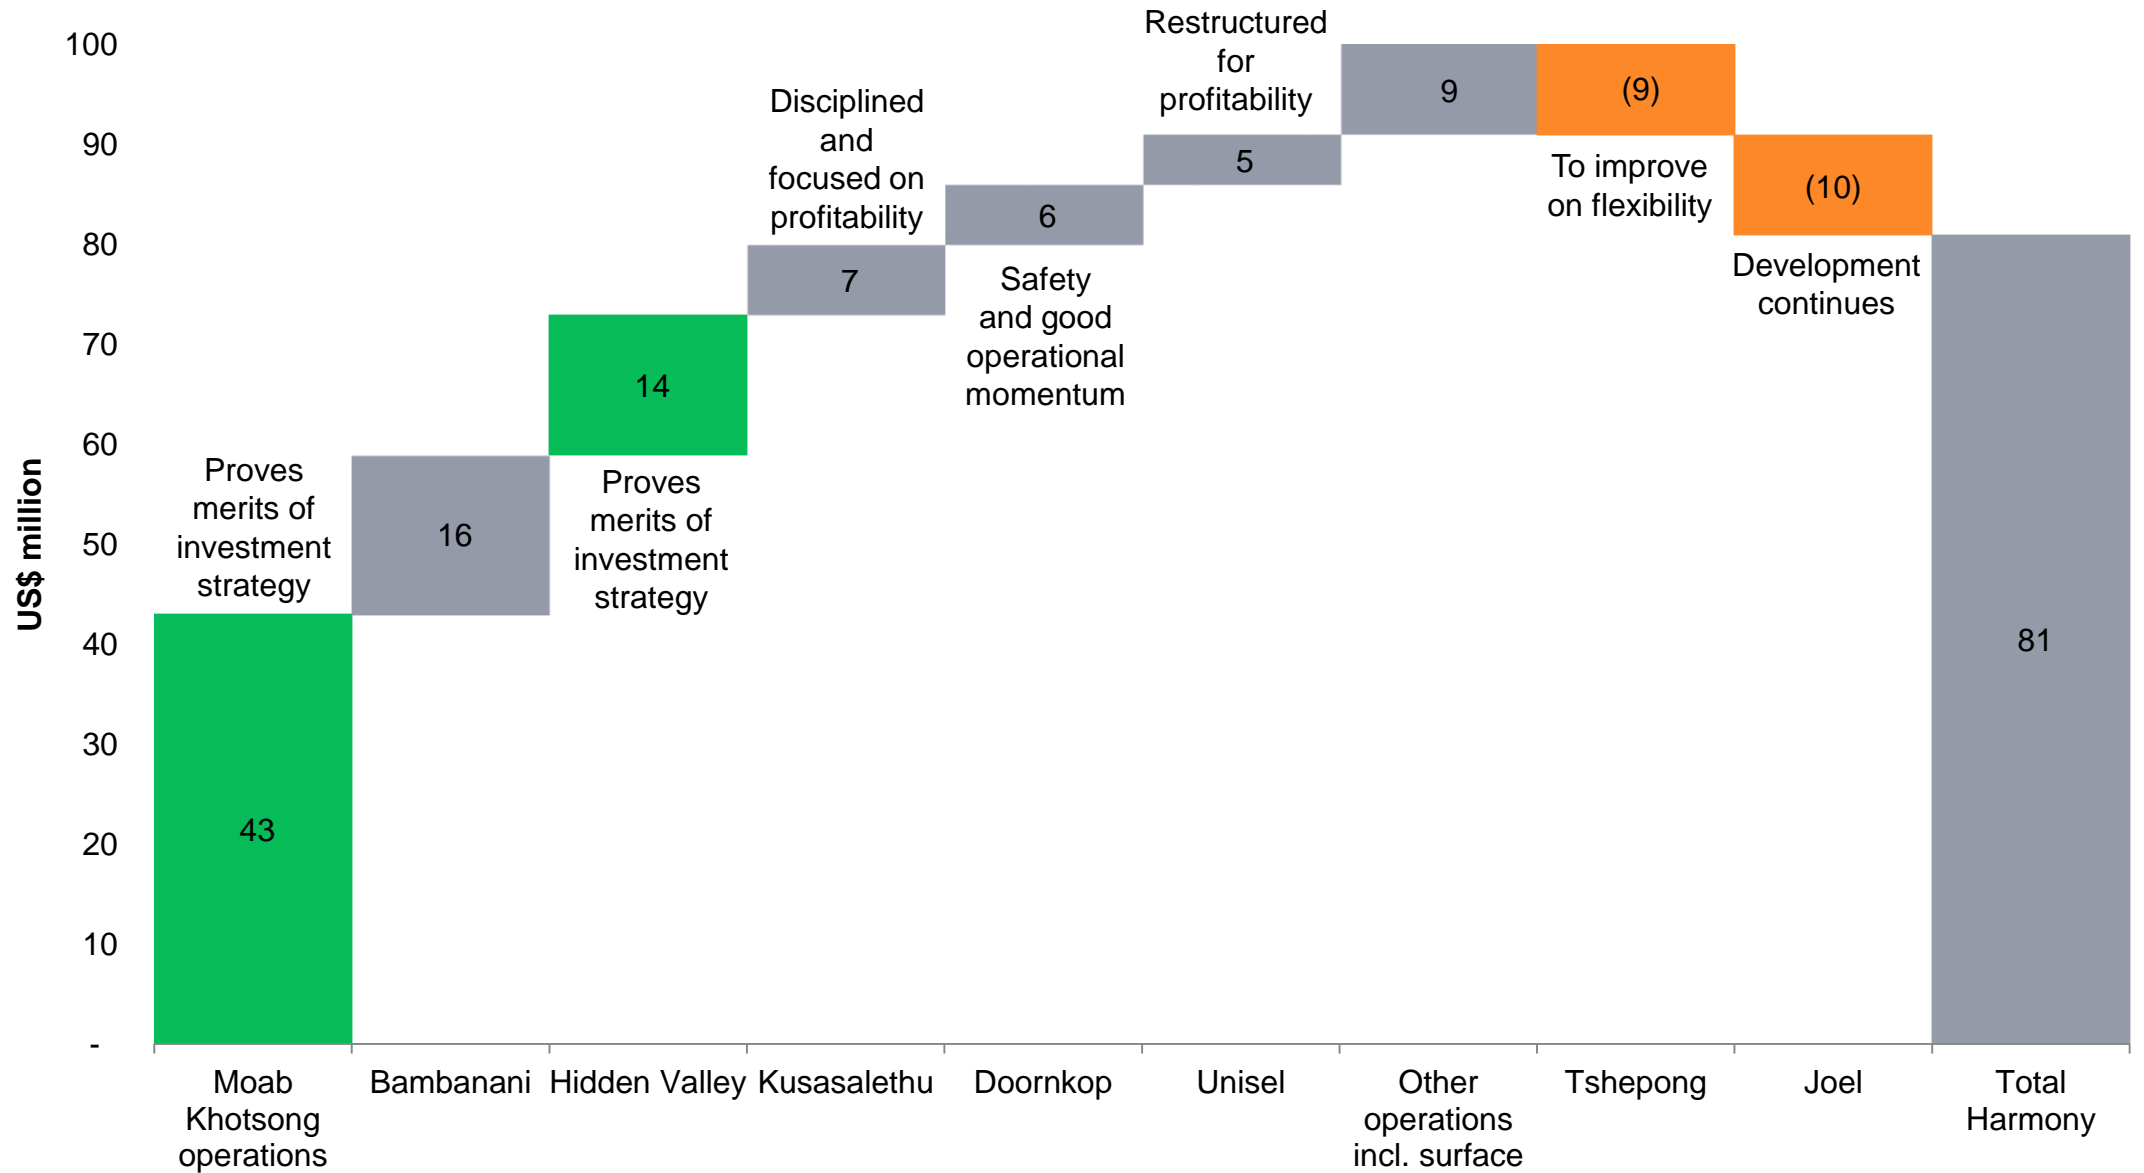 US$ million
100
90
80
70
60
50
40
30
20
10
-
Proves
merits of
investment
strategy
43
16
14
Proves
merits of
investment
strategy
Disciplined
and
focused on
profitability
7
6
Safety
and good
operational
momentum
Restructured
for
profitability
5
9
(9)
To improve
on flexibility
(10)
Development
continues
81
Moab
Khotsong
operations
Bambanani
Hidden Valley
Kusasalethu
Doornkop
Unisel
Other
operations
incl. surface
Tshepong
Joel
Total
Harmony